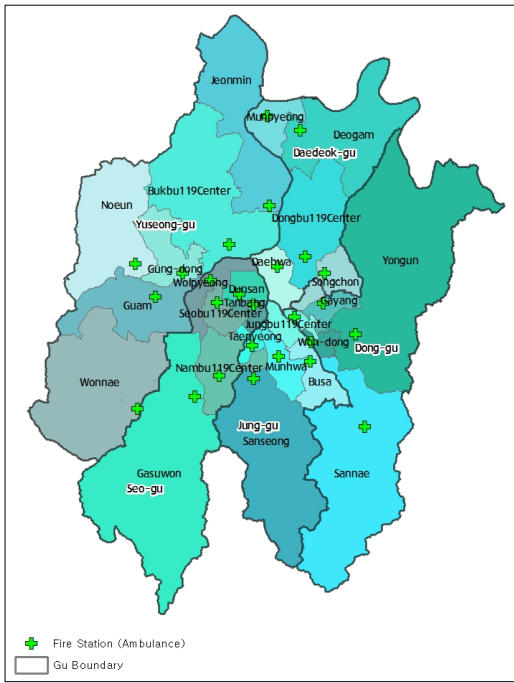 Jeonmin
Munpyeong
Deogam
Daedeok-gu
Bukbu119Center
Noeun
Dongbu119Center
Yuseong-gu
Yongun
Daehwa
Gung-dong
Songchon
Wolpyeong
Dunsan
Guam
Tanbang
Gayang
Seobu119Center
Jungbu119Center
Taepyeong
Won-dong
Dong-gu
Nambu119Center
Munhwa
Wonnae
Busa
Jung-gu
Sanseong
Gasuwon
Sannae
Seo-gu
Fire Station (Ambulance)
Gu Boundary